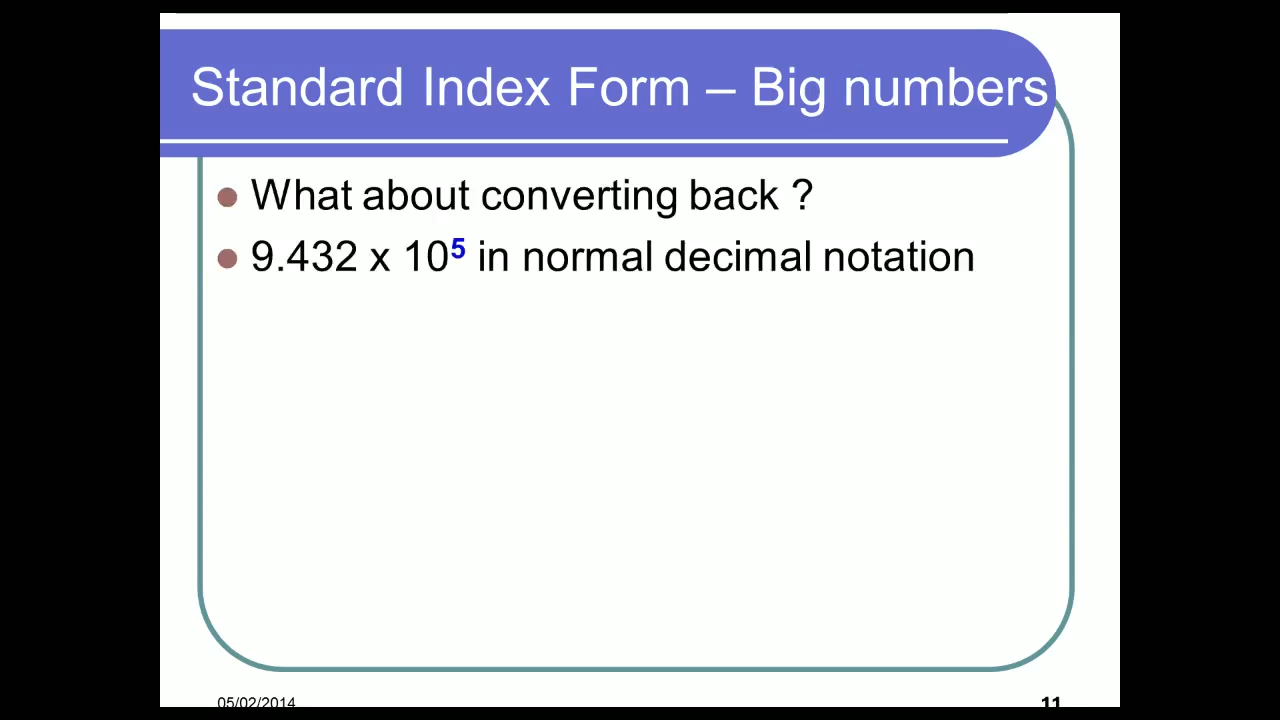 Standard Index Form – Big numbers
What about converting back ?
9.432 x 10⁵ in normal decimal notation
05/02/2014
11